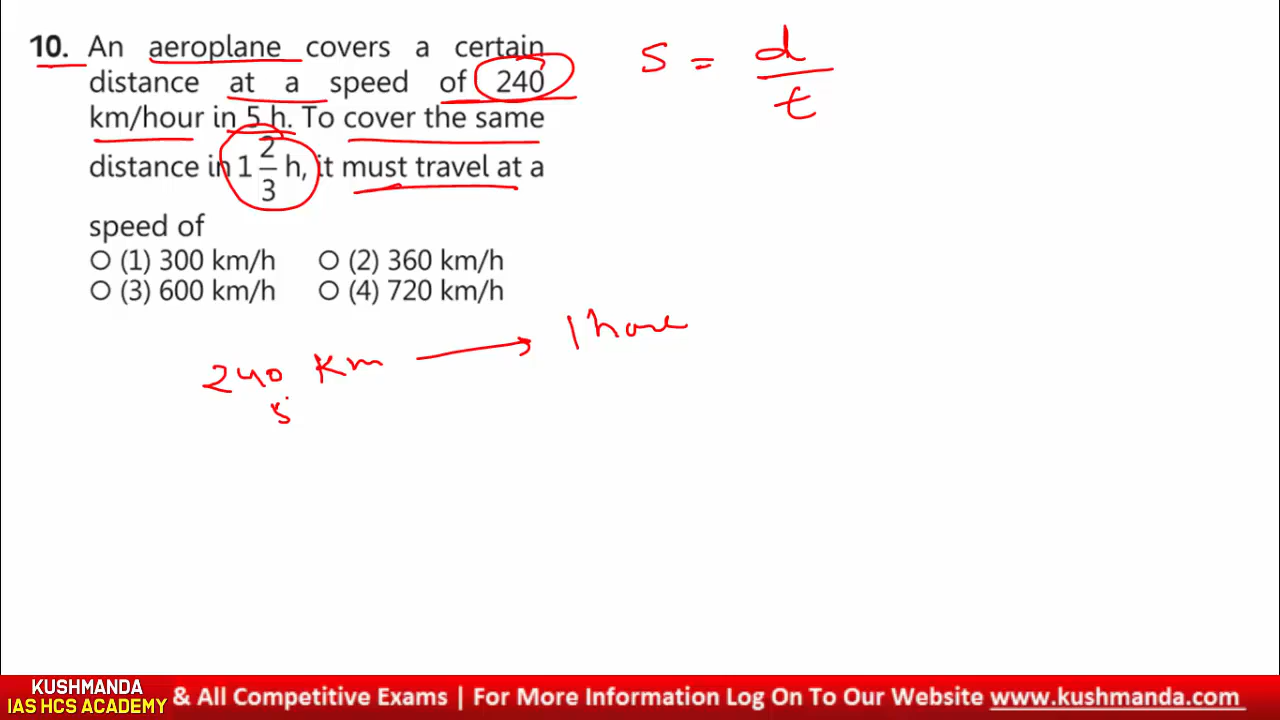 10. An aeroplane covers a certain
distance at a speed of 240
km/hour in 5 h. To cover the same
distance in 1 2/3 h, it must travel at a
speed of
(1) 300 km/h (2) 360 km/h
(3) 600 km/h (4) 720 km/h
s = d/t
240 Km → 1 hour
5
KUSHMANDA
IAS HCS ACADEMY
& All Competitive Exams | For More Information Log On To Our Website www.kushmanda.com